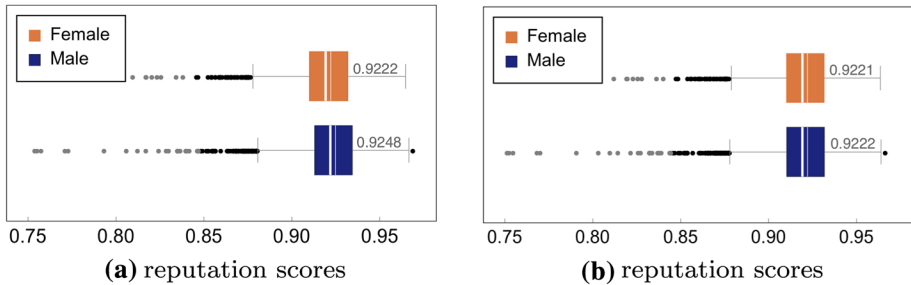 Female
Male
0.9222
0.9248
0.75 0.80 0.85 0.90 0.95
(a) reputation scores
Female
Male
0.9221
0.9222
0.75 0.80 0.85 0.90 0.95
(b) reputation scores